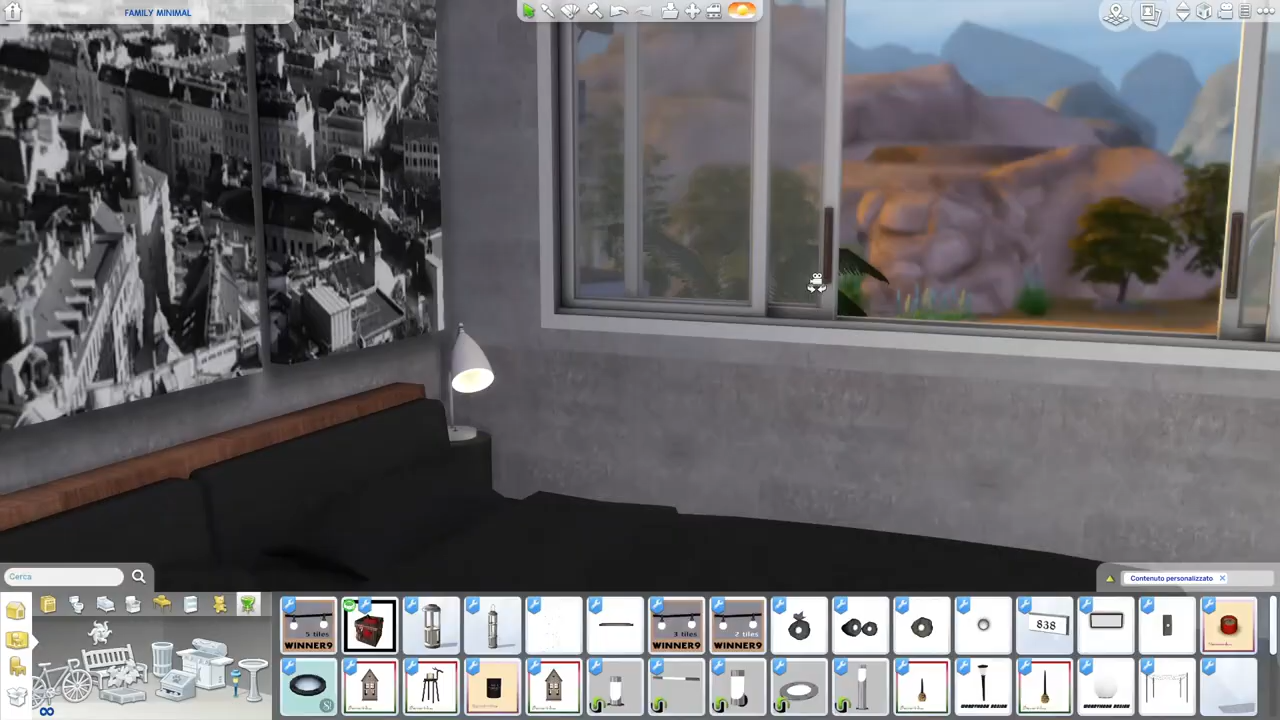 FAMILY MINIMAL
Cerca
Contenuto personalizzato
5 tiles
WINNER9
3 tiles
WINNER9
2 tiles
WINNER9
838